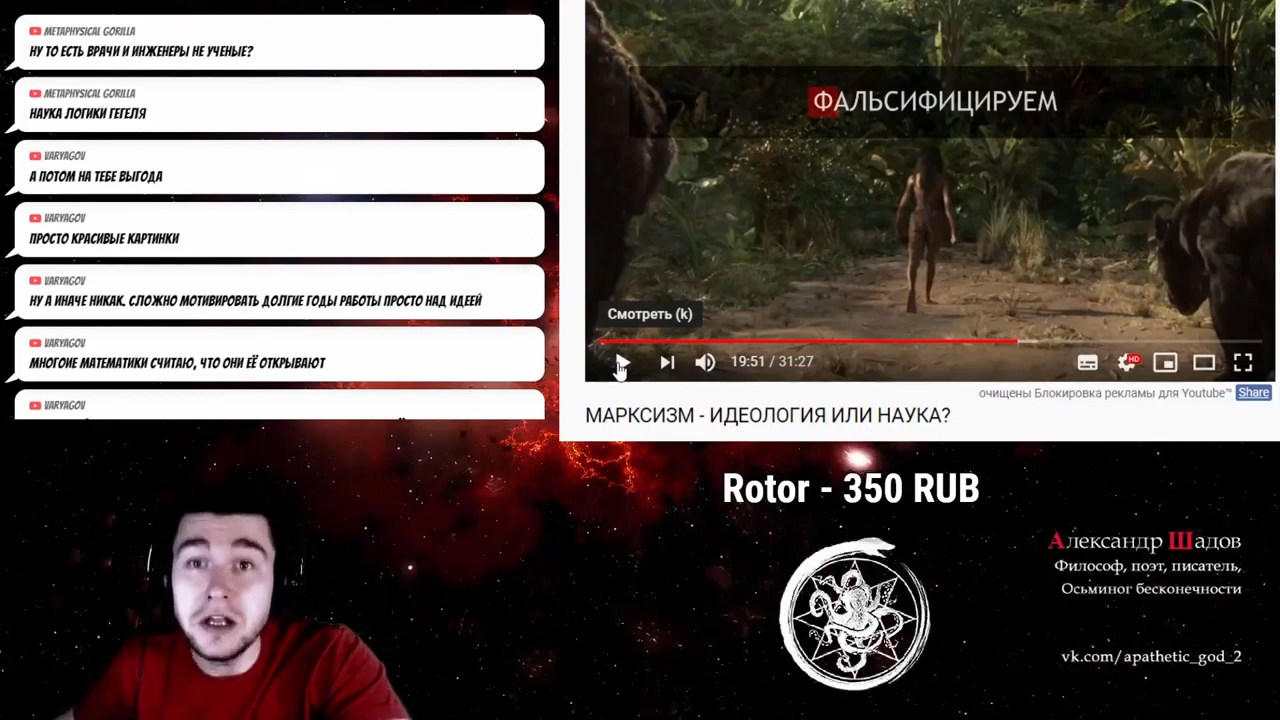 METAPHYSICAL GORILLA
НУ ТО ЕСТЬ ВРАЧИ И ИНЖЕНЕРЫ НЕ УЧЕНЫЕ?
METAPHYSICAL GORILLA
НАУКА ЛОГИКИ ГЕГЕЛЯ
VARYAGOV
А ПОТОМ НА ТЕБЕ ВЫГОДА
VARYAGOV
ПРОСТО КРАСИВЫЕ КАРТИНКИ
VARYAGOV
НУ А ИНАЧЕ НИКАК. СЛОЖНО МОТИВИРОВАТЬ ДОЛГИЕ ГОДЫ РАБОТЫ ПРОСТО НАД ИДЕЕЙ
VARYAGOV
МНОГОИЕ МАТЕМАТИКИ СЧИТАЮ, ЧТО ОНИ ЕЁ ОТКРЫВАЮТ
VARYAGOV
ФАЛЬСИФИЦИРУЕМ
Смотреть (k)
19:51 / 31:27
HD
очищены Блокировка рекламы для Youtube™ Share
МАРКСИЗМ - ИДЕОЛОГИЯ ИЛИ НАУКА?
Rotor - 350 RUB
Александр Шадов
Философ, поэт, писатель,
Осьминог бесконечности
vk.com/apathetic_god_2